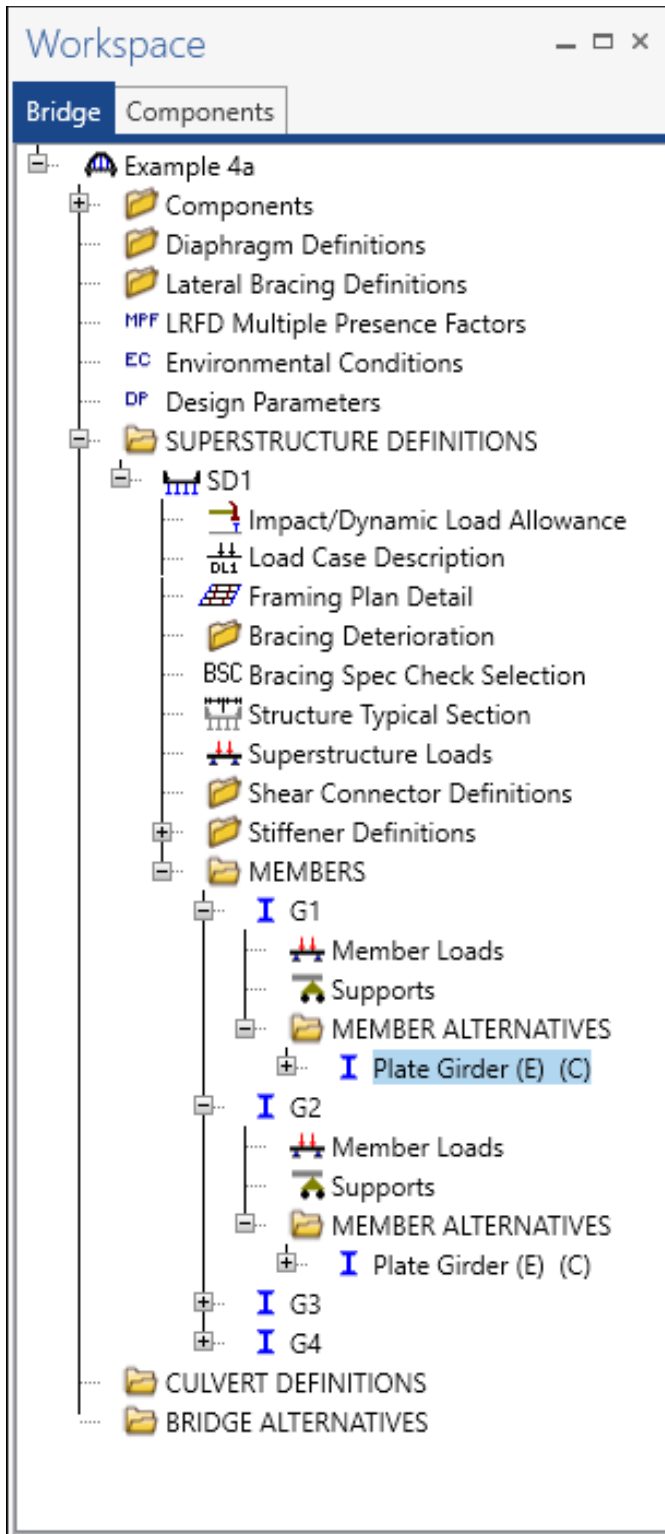 Workspace
Bridge Components
Example 4a
Components
Diaphragm Definitions
Lateral Bracing Definitions
MPF LRFD Multiple Presence Factors
EC Environmental Conditions
DP Design Parameters
SUPERSTRUCTURE DEFINITIONS
SD1
Impact/Dynamic Load Allowance
DL1 Load Case Description
Framing Plan Detail
Bracing Deterioration
BSC Bracing Spec Check Selection
Structure Typical Section
Superstructure Loads
Shear Connector Definitions
Stiffener Definitions
MEMBERS
G1
Member Loads
Supports
MEMBER ALTERNATIVES
Plate Girder (E) (C)
G2
Member Loads
Supports
MEMBER ALTERNATIVES
Plate Girder (E) (C)
G3
G4
CULVERT DEFINITIONS
BRIDGE ALTERNATIVES